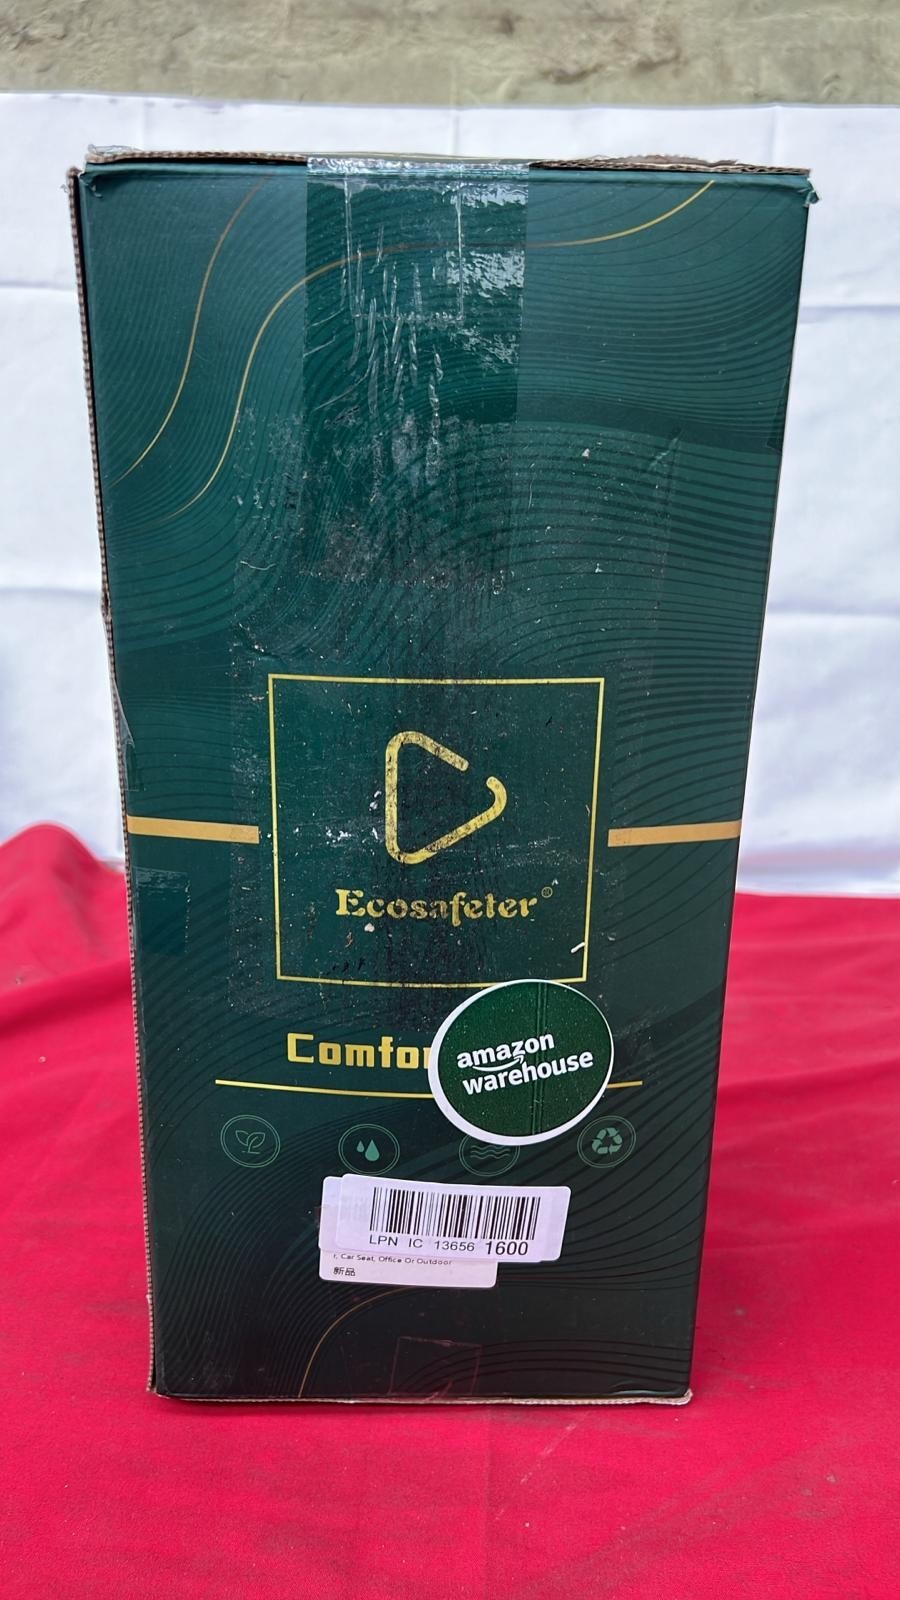 Ecosafeter®
Comfor
amazon
warehouse
LPN IC 13656 1600
r, Car Seat, Office Or Outdoor
新品